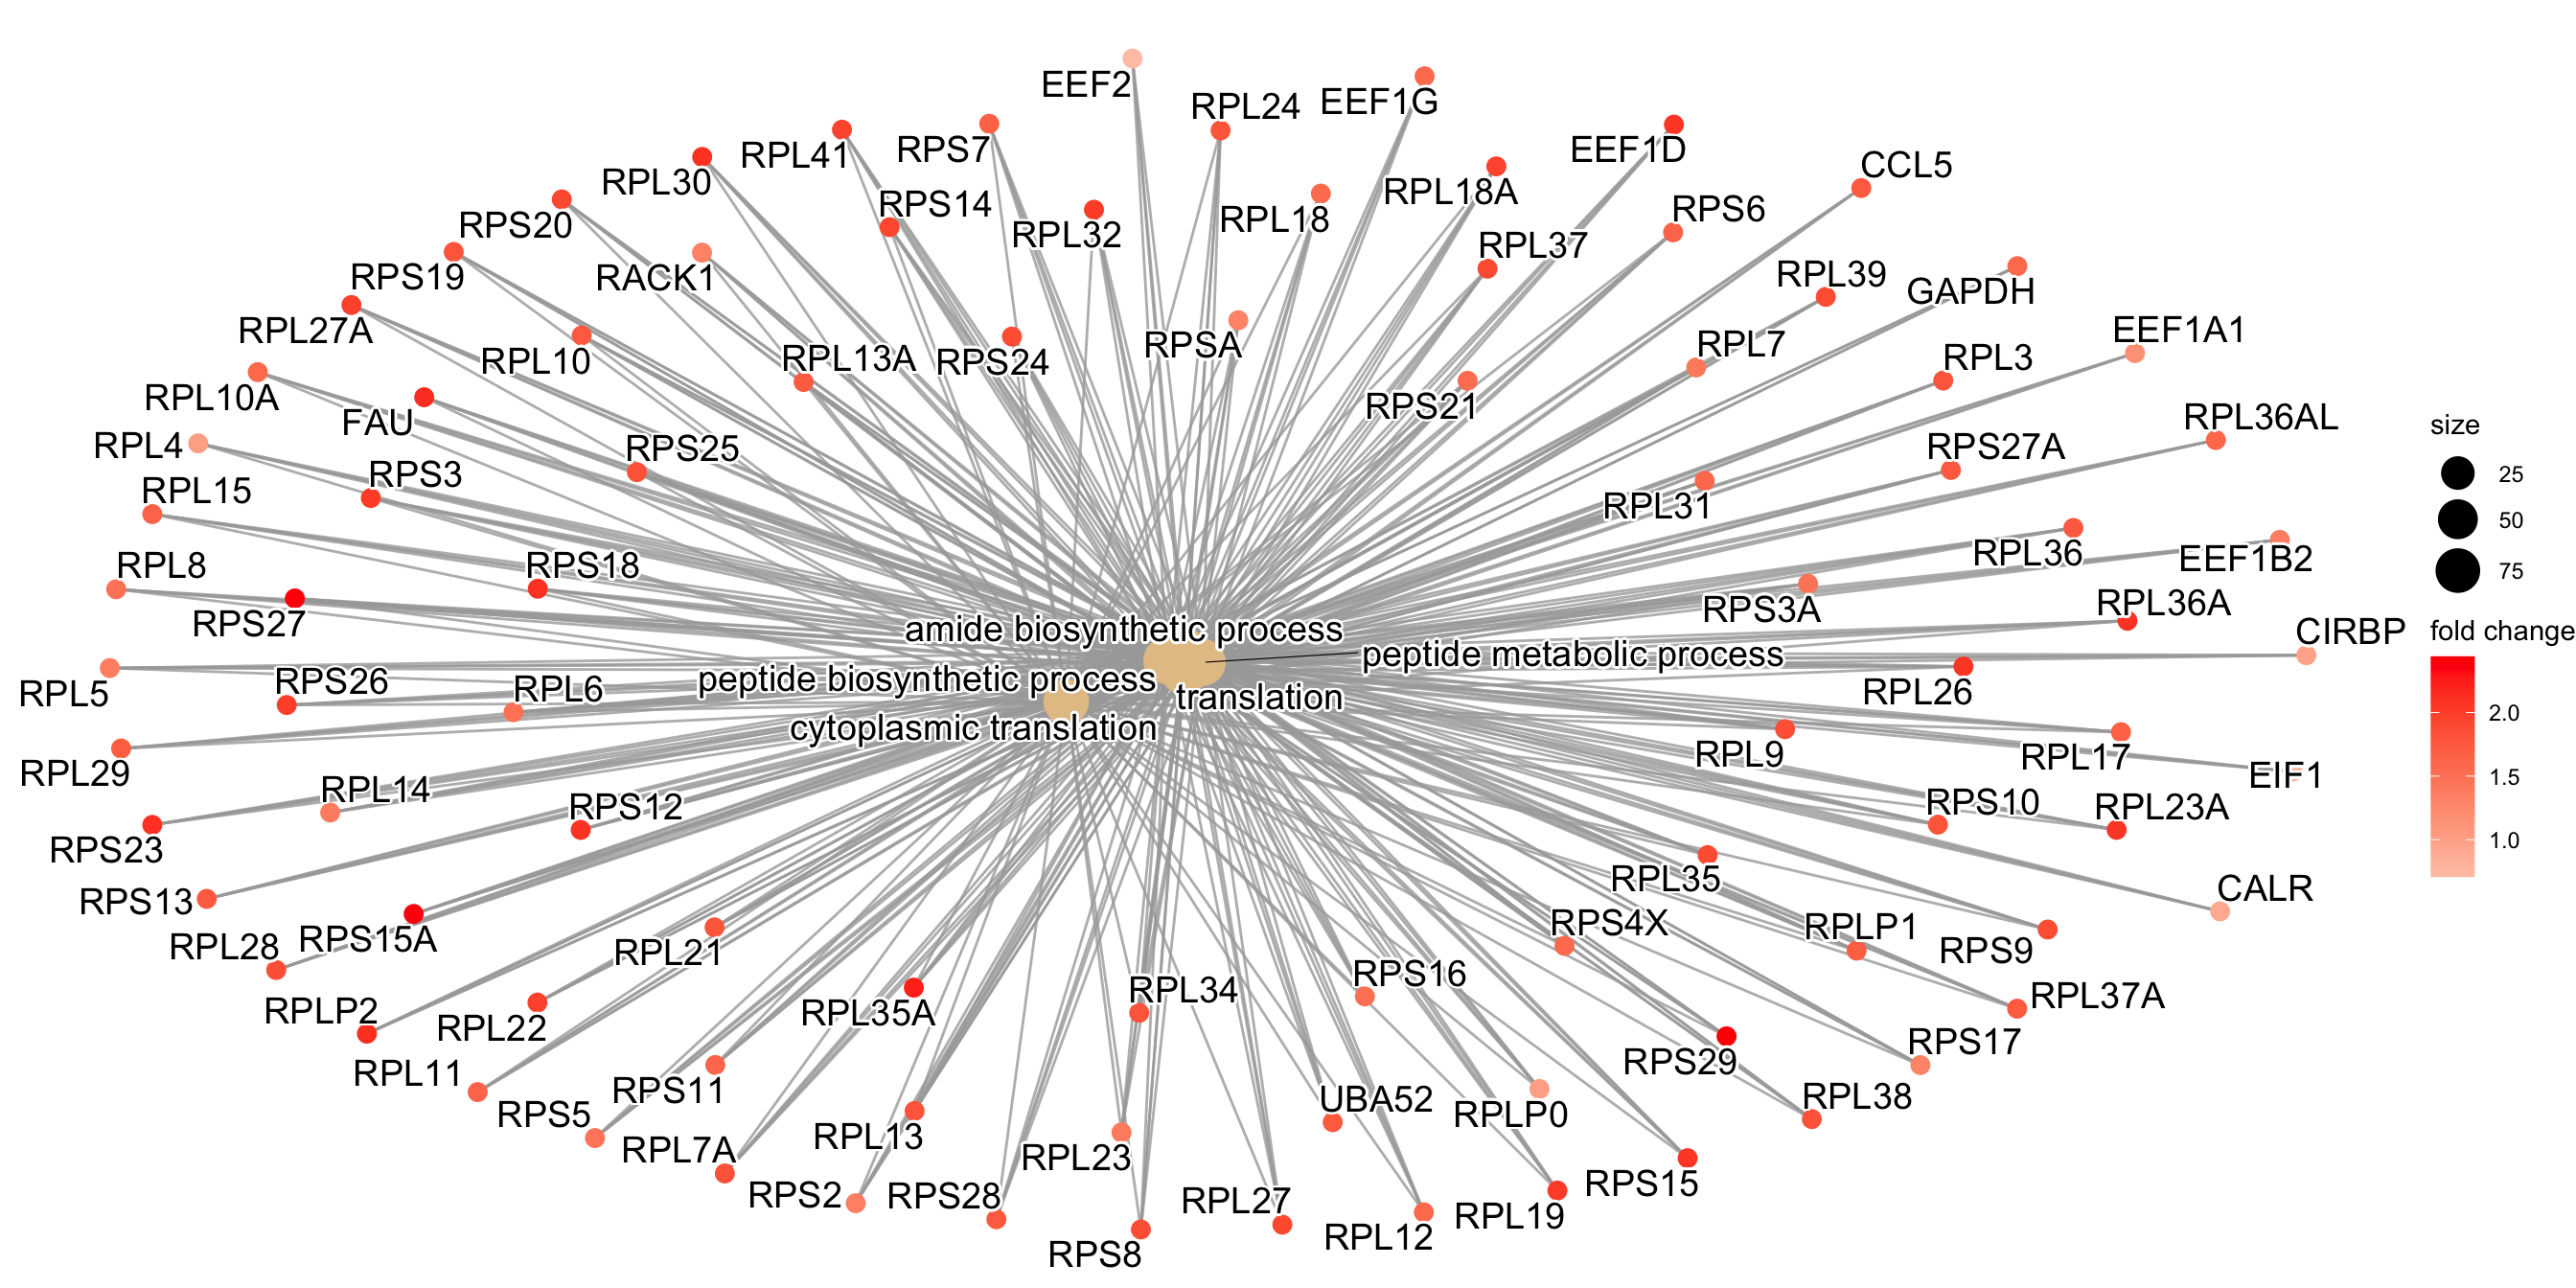 EEF2
RPL24
EEF1G
RPL41
RPS7
EEF1D
CCL5
RPL30
RPS14
RPL18A
RPS20
RPL32
RPL18
RPS6
RPS19
RACK1
RPL37
RPL39
GAPDH
RPL27A
RPL10
RPL13A
RPS24
RPSA
RPL7
EEF1A1
RPL3
RPL10A
FAU
RPS21
RPL36AL
size
RPL4
RPS25
RPS27A
RPS3
25
RPL15
RPL31
50
RPL8
RPS18
RPL36
EEF1B2
75
RPS27
RPS3A
RPL36A
amide biosynthetic process
CIRBP
fold change
peptide metabolic process
RPL5
RPS26
RPL6
peptide biosynthetic process
RPL26
translation
2.0
cytoplasmic translation
RPL9
RPL17
RPL29
EIF1
1.5
RPL14
RPS12
RPS10
RPL23A
1.0
RPS23
RPL35
CALR
RPS13
RPS4X
RPLP1
RPL28
RPS15A
RPL21
RPS9
RPS16
RPL34
RPL37A
RPLP2
RPL22
RPL35A
RPS17
RPL11
RPS29
RPS11
UBA52
RPLP0
RPL38
RPS5
RPL13
RPL7A
RPL23
RPS2
RPS28
RPL27
RPS15
RPL19
RPL12
RPS8